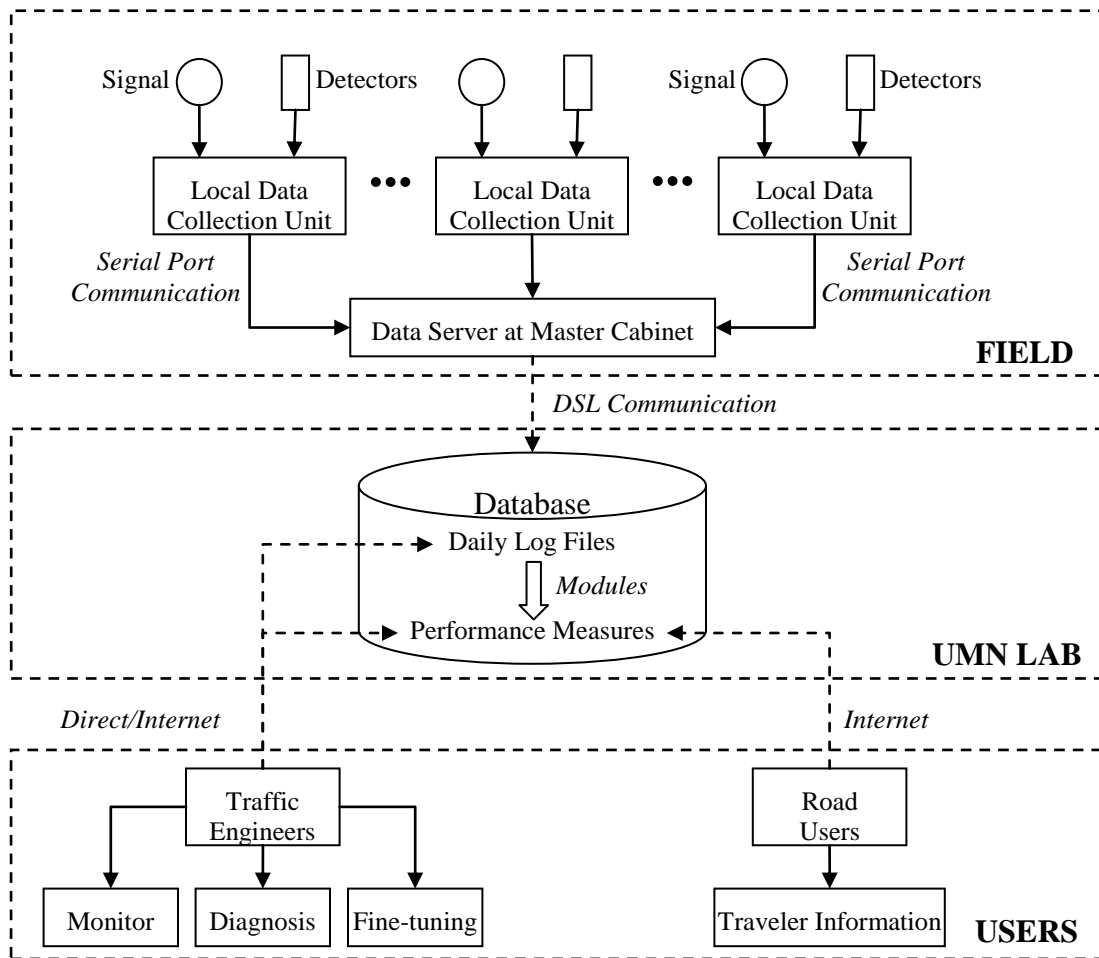 Signal
Detectors
Signal
Detectors
Local Data
Collection Unit
Local Data
Collection Unit
Local Data
Collection Unit
Serial Port
Communication
Serial Port
Communication
Data Server at Master Cabinet
FIELD
DSL Communication
Database
Daily Log Files
Modules
Performance Measures
UMN LAB
Direct/Internet
Internet
Traffic
Engineers
Road
Users
Monitor
Diagnosis
Fine-tuning
Traveler Information
USERS